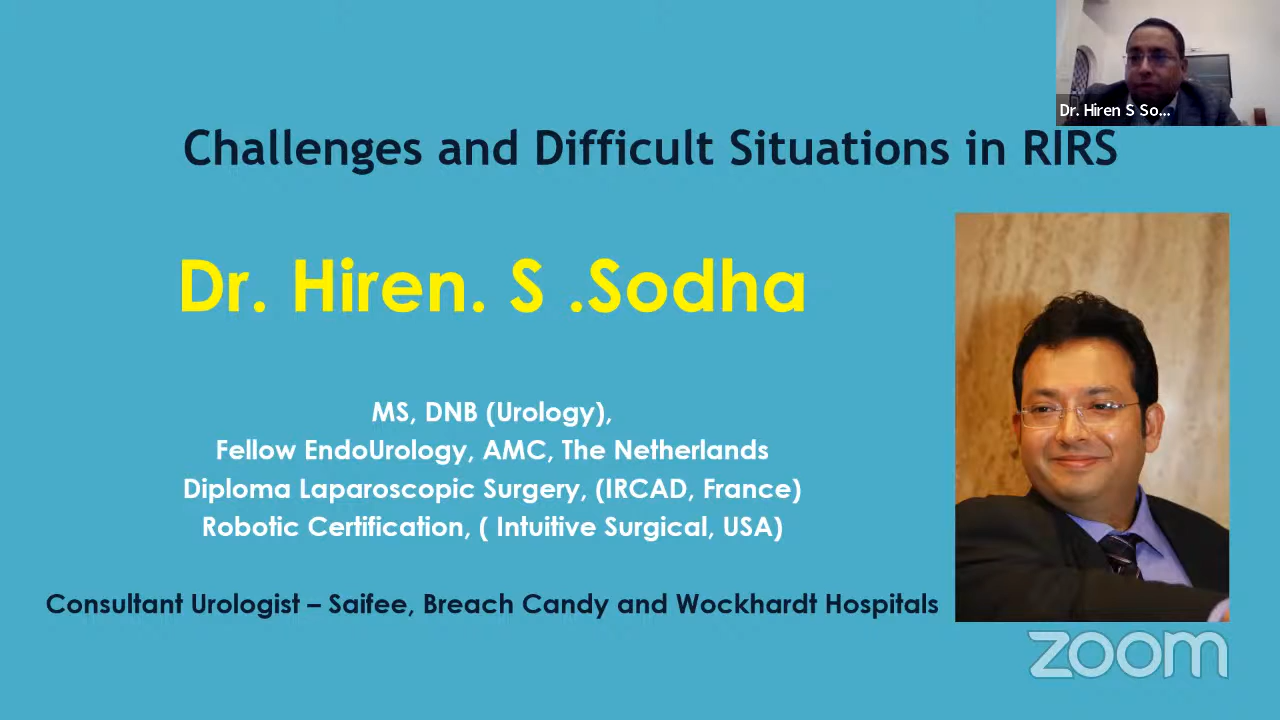 Dr. Hiren S So...
Challenges and Difficult Situations in RIRS
Dr. Hiren. S .Sodha
MS, DNB (Urology),
Fellow EndoUrology, AMC, The Netherlands
Diploma Laparoscopic Surgery, (IRCAD, France)
Robotic Certification, ( Intuitive Surgical, USA)
Consultant Urologist – Saifee, Breach Candy and Wockhardt Hospitals
zoom